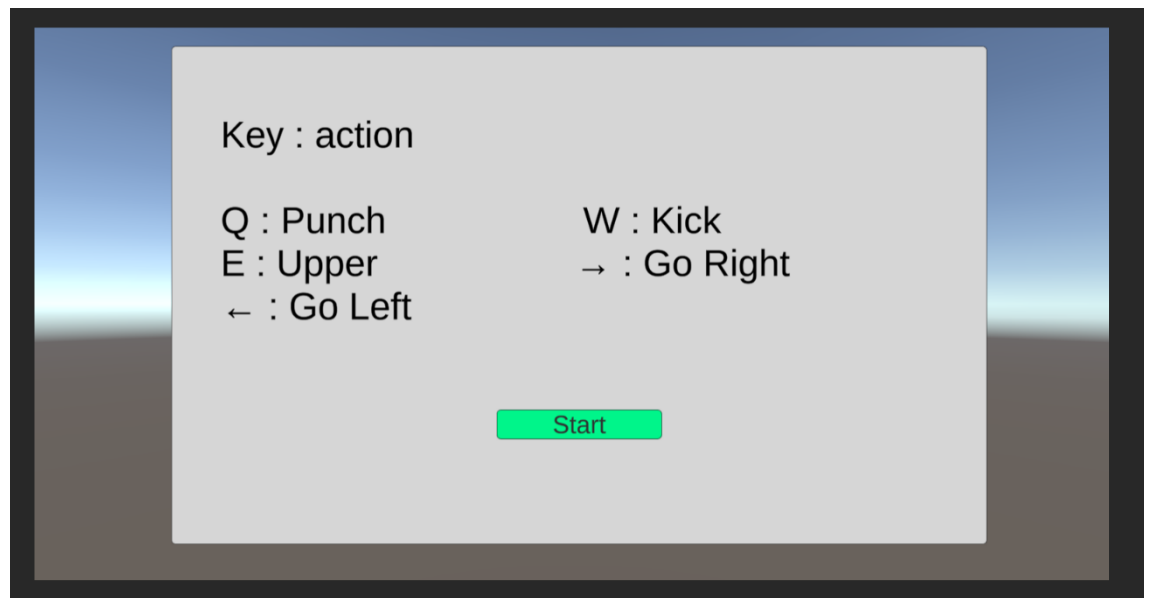 Key : action
Q : Punch W : Kick
E : Upper → : Go Right
← : Go Left
Start